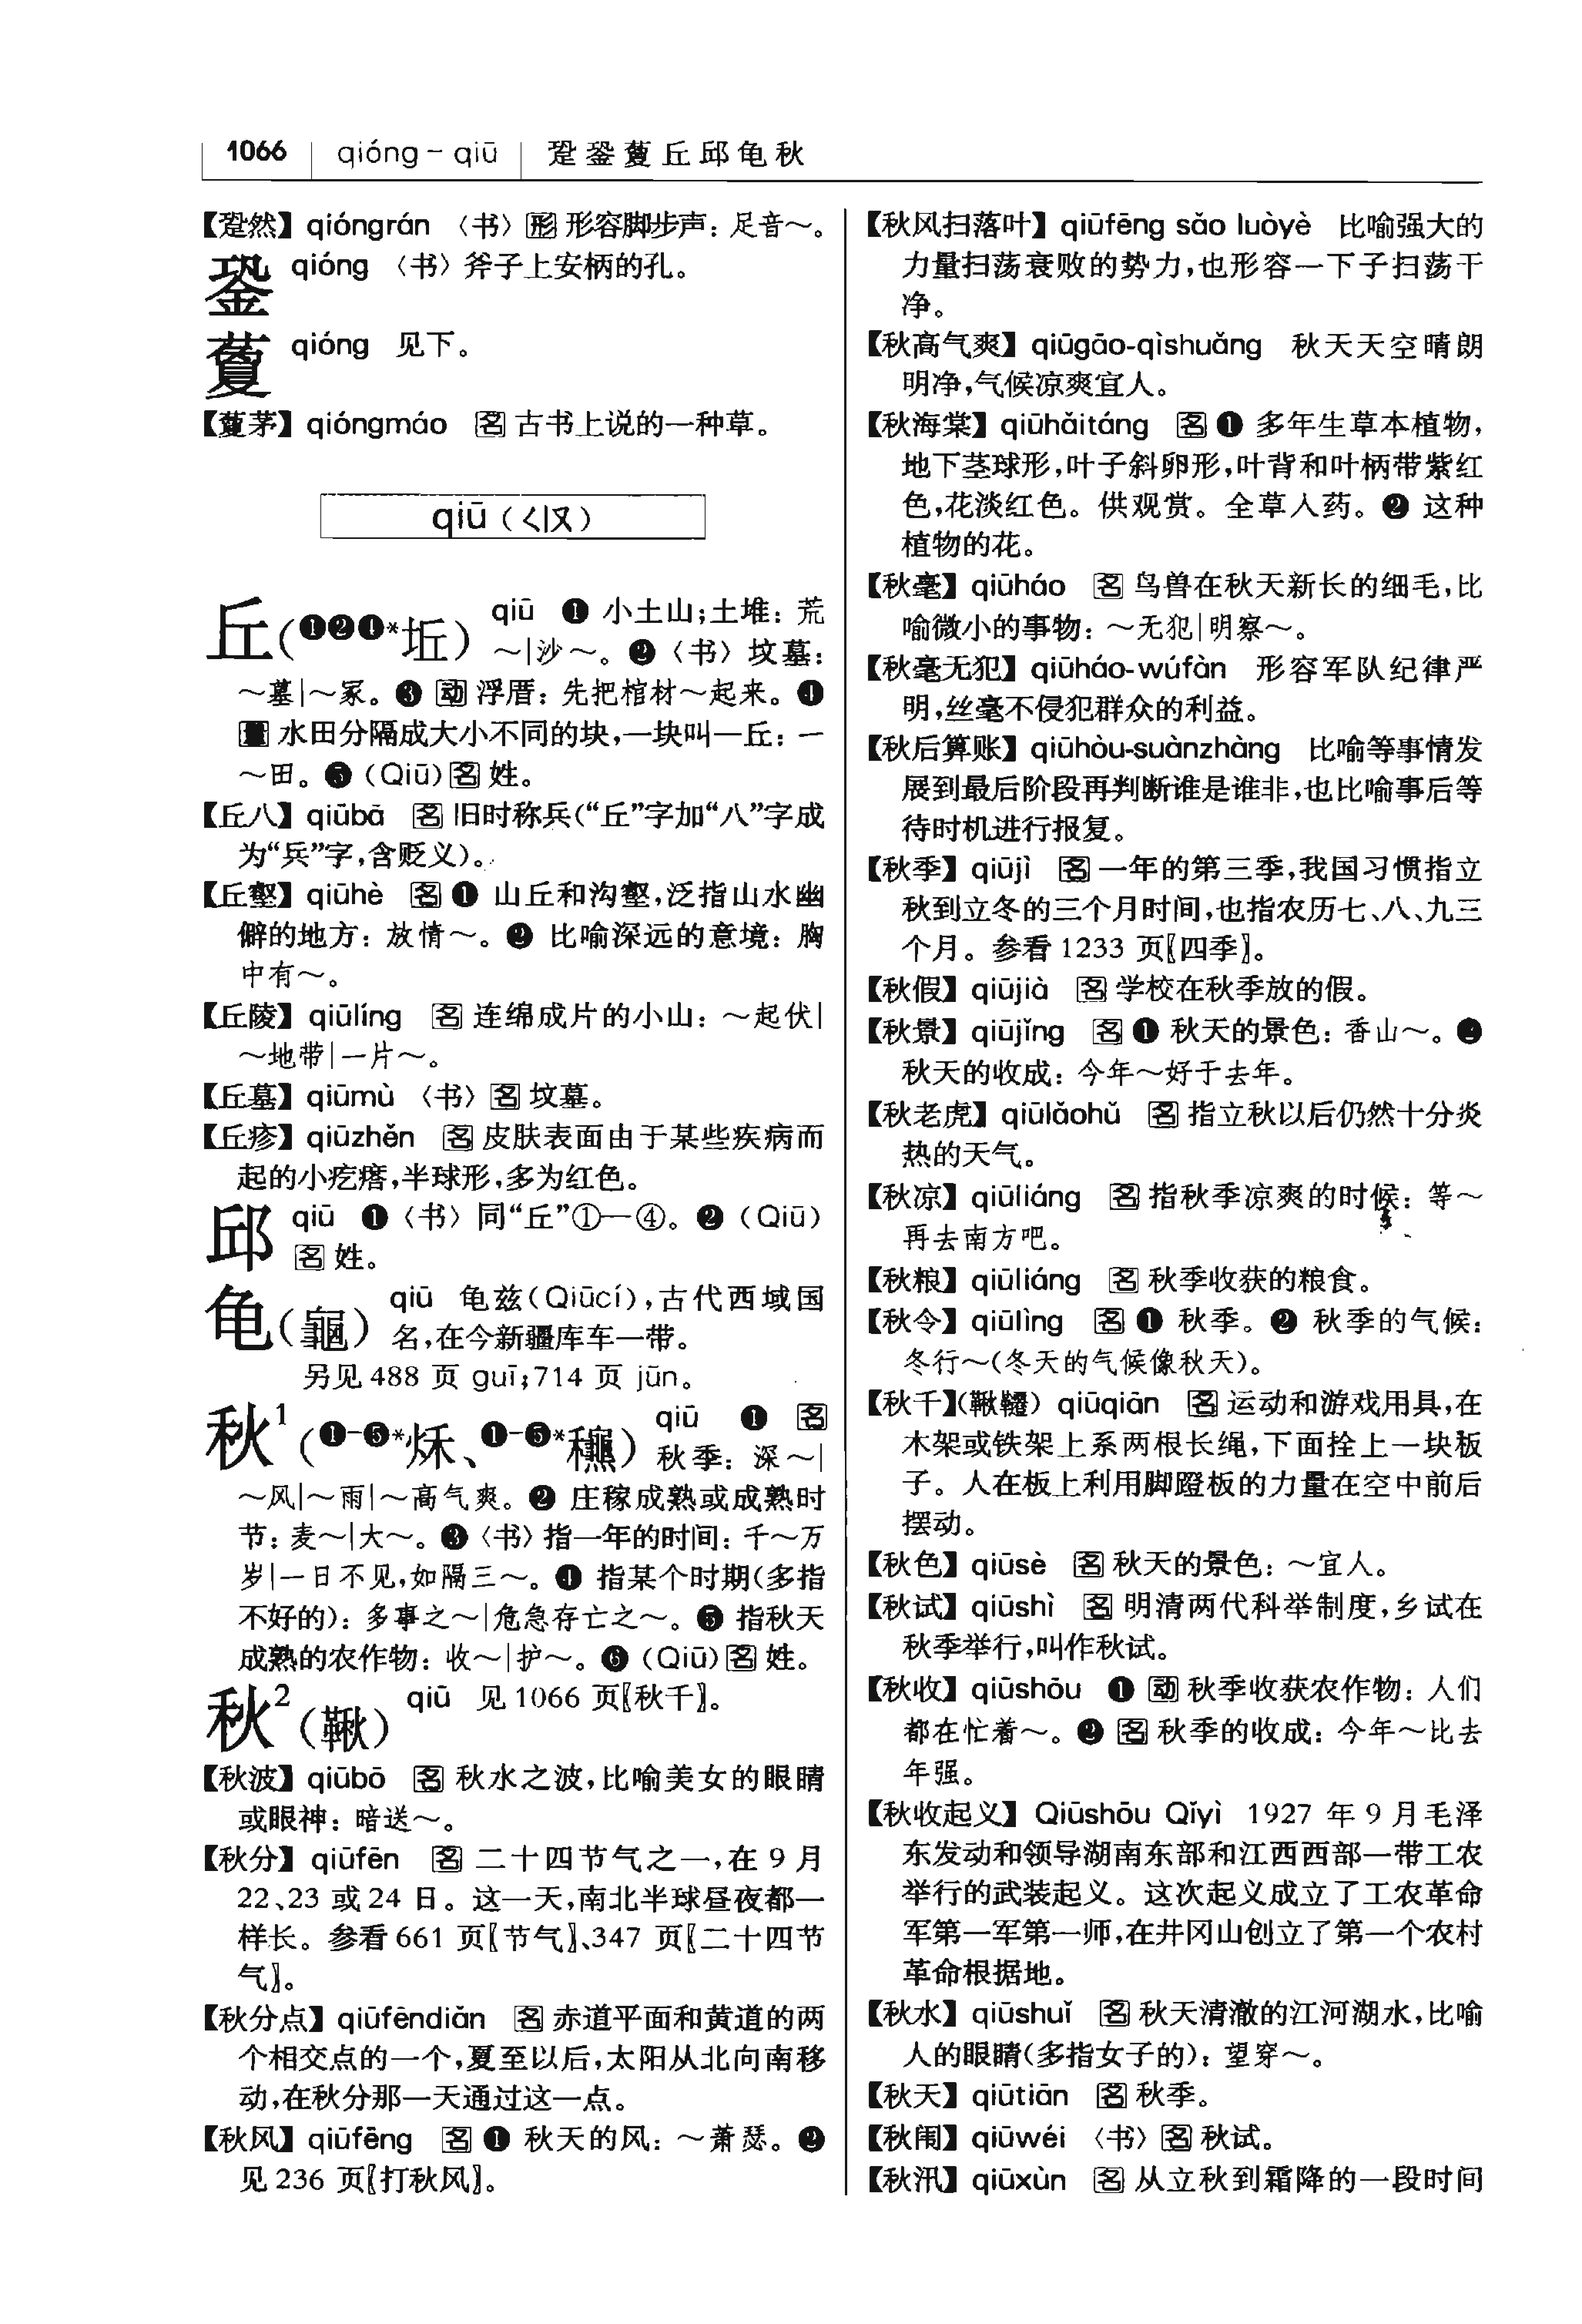 1066 qióng－qiū 跫銎藑丘邱龟秋
【跫然】 qióngrán 〈书〉形 形容脚步声：足音～。
銎 qióng 〈书〉斧子上安柄的孔。
藑 qióng 见下。
【藑茅】 qióngmáo 名 古书上说的一种草。
qiū（ㄑㄧㄡ）
丘（❶❷❹*坵） qiū ❶ 小土山；土堆：荒
～|沙～。❷〈书〉坟墓：
～墓|～冢。❸ 动 浮厝：先把棺材～起来。❹
量 水田分隔成大小不同的块，一块叫一丘：一
～田。❺（Qiū）名 姓。
【丘八】 qiūbā 名 旧时称兵（“丘”字加“八”字成
为“兵”字，含贬义）。
【丘壑】 qiūhè 名 ❶ 山丘和沟壑，泛指山水幽
僻的地方：放情～。❷ 比喻深远的意境：胸
中有～。
【丘陵】 qiūlíng 名 连绵成片的小山：～起伏|
～地带|一片～。
【丘墓】 qiūmù 〈书〉名 坟墓。
【丘疹】 qiūzhěn 名 皮肤表面由于某些疾病而
起的小疙瘩，半球形，多为红色。
邱 qiū ❶〈书〉同“丘”①—④。❷（Qiū）
名 姓。
龟（龜） qiū 龟兹（Qiūcí），古代西域国
名，在今新疆库车一带。
另见 488 页 guī；714 页 jūn。
秋¹（❶-❺*秌、❶-❺*龝） qiū ❶ 名
秋季：深～|
～风|～雨|～高气爽。❷ 庄稼成熟或成熟时
节：麦～|大～。❸〈书〉指一年的时间：千～万
岁|一日不见，如隔三～。❹ 指某个时期（多指
不好的）：多事之～|危急存亡之～。❺ 指秋天
成熟的农作物：收～|护～。❻（Qiū）名 姓。
秋²（鞦） qiū 见 1066 页〖秋千〗。
【秋波】 qiūbō 名 秋水之波，比喻美女的眼睛
或眼神：暗送～。
【秋分】 qiūfēn 名 二十四节气之一，在 9 月
22、23 或 24 日。这一天，南北半球昼夜都一
样长。参看 661 页〖节气〗、347 页〖二十四节
气〗。
【秋分点】 qiūfēndiǎn 名 赤道平面和黄道的两
个相交点的一个，夏至以后，太阳从北向南移
动，在秋分那一天通过这一点。
【秋风】 qiūfēng 名 ❶ 秋天的风：～萧瑟。❷
见 236 页〖打秋风〗。
【秋风扫落叶】 qiūfēng sǎo luòyè 比喻强大的
力量扫荡衰败的势力，也形容一下子扫荡干
净。
【秋高气爽】 qiūgāo-qìshuǎng 秋天天空晴朗
明净，气候凉爽宜人。
【秋海棠】 qiūhǎitáng 名 ❶ 多年生草本植物，
地下茎球形，叶子斜卵形，叶背和叶柄带紫红
色，花淡红色。供观赏。全草入药。❷ 这种
植物的花。
【秋毫】 qiūháo 名 鸟兽在秋天新长的细毛，比
喻微小的事物：～无犯|明察～。
【秋毫无犯】 qiūháo-wúfàn 形容军队纪律严
明，丝毫不侵犯群众的利益。
【秋后算账】 qiūhòu-suànzhàng 比喻等事情发
展到最后阶段再判断谁是谁非，也比喻事后等
待时机进行报复。
【秋季】 qiūjì 名 一年的第三季，我国习惯指立
秋到立冬的三个月时间，也指农历七、八、九三
个月。参看 1233 页〖四季〗。
【秋假】 qiūjià 名 学校在秋季放的假。
【秋景】 qiūjǐng 名 ❶ 秋天的景色：香山～。❷
秋天的收成：今年～好于去年。
【秋老虎】 qiūlǎohǔ 名 指立秋以后仍然十分炎
热的天气。
【秋凉】 qiūliáng 名 指秋季凉爽的时候：等～
再去南方吧。
【秋粮】 qiūliáng 名 秋季收获的粮食。
【秋令】 qiūlìng 名 ❶ 秋季。❷ 秋季的气候：
冬行～（冬天的气候像秋天）。
【秋千】（鞦韆） qiūqiān 名 运动和游戏用具，在
木架或铁架上系两根长绳，下面拴上一块板
子。人在板上利用脚蹬板的力量在空中前后
摆动。
【秋色】 qiūsè 名 秋天的景色：～宜人。
【秋试】 qiūshì 名 明清两代科举制度，乡试在
秋季举行，叫作秋试。
【秋收】 qiūshōu ❶ 动 秋季收获农作物：人们
都在忙着～。❷ 名 秋季的收成：今年～比去
年强。
【秋收起义】 Qiūshōu Qǐyì 1927 年 9 月毛泽
东发动和领导湖南东部和江西西部一带工农
举行的武装起义。这次起义成立了工农革命
军第一军第一师，在井冈山创立了第一个农村
革命根据地。
【秋水】 qiūshuǐ 名 秋天清澈的江河湖水，比喻
人的眼睛（多指女子的）：望穿～。
【秋天】 qiūtiān 名 秋季。
【秋闱】 qiūwéi 〈书〉名 秋试。
【秋汛】 qiūxùn 名 从立秋到霜降的一段时间